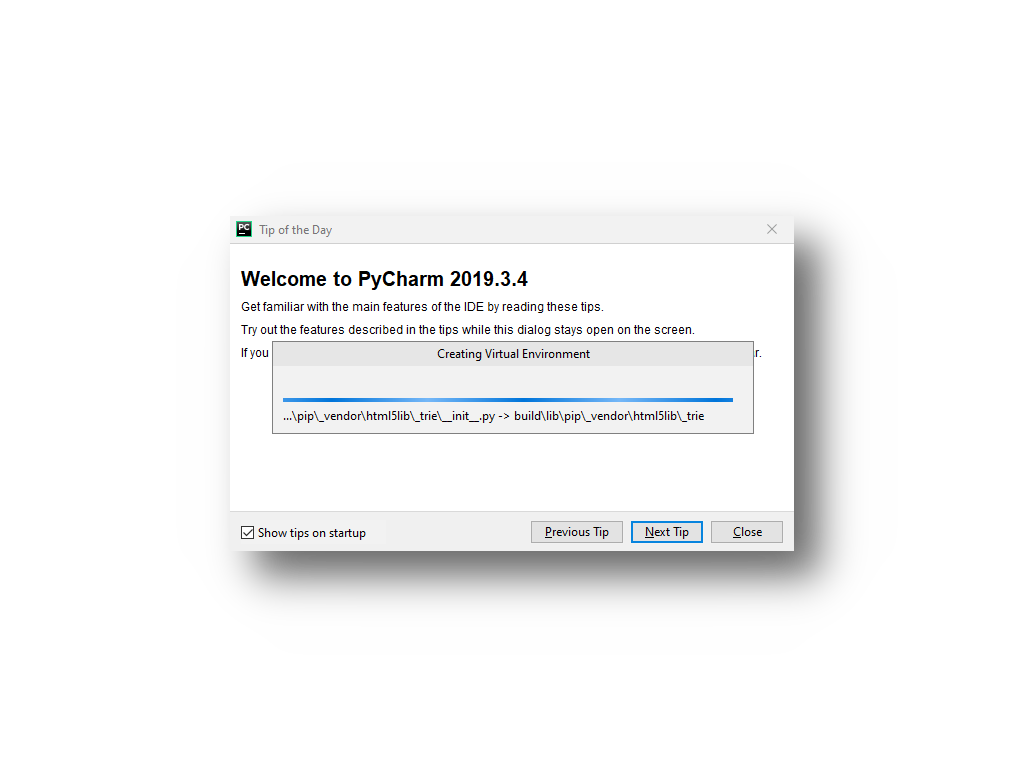 PC
Tip of the Day
Welcome to PyCharm 2019.3.4
Get familiar with the main features of the IDE by reading these tips.
Try out the features described in the tips while this dialog stays open on the screen.
If you
Creating Virtual Environment
...\pip\_vendor\html5lib\_trie\__init__.py -> build\lib\pip\_vendor\html5lib\_trie
Show tips on startup
Previous Tip
Next Tip
Close